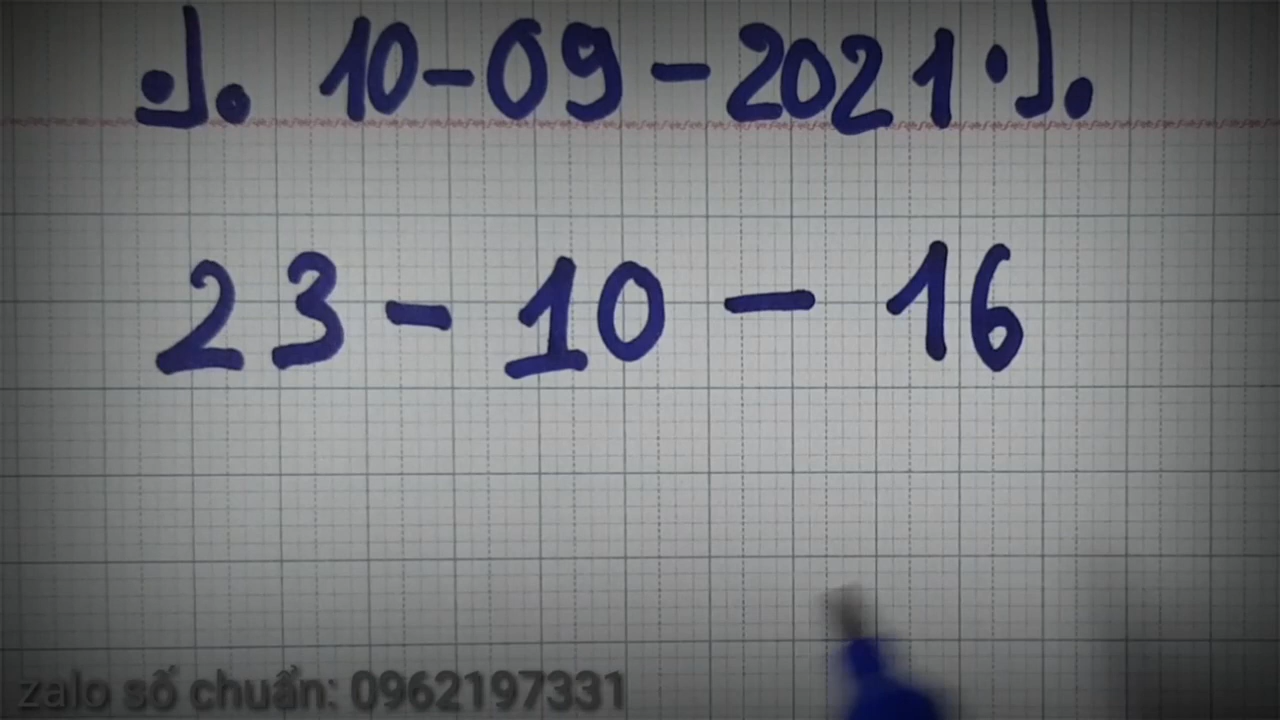 ·/. 10-09-2021 ·/.
23 - 10 - 16
zalo số chuẩn: 0962197331